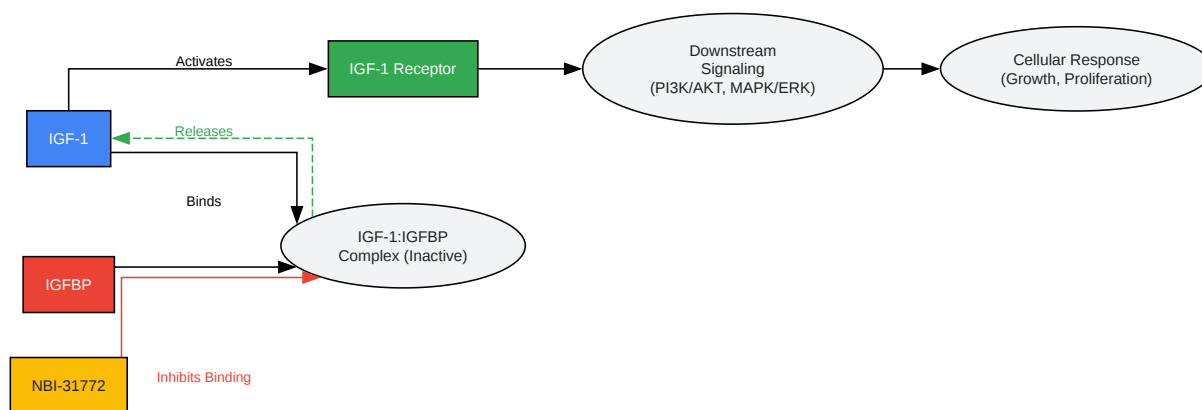 Activates
IGF-1 Receptor
Downstream
Signaling
(PI3K/AKT, MAPK/ERK)
Cellular Response
(Growth, Proliferation)
IGF-1
Releases
Binds
IGF-1:IGFBP
Complex (Inactive)
IGFBP
NBI-31772
Inhibits Binding